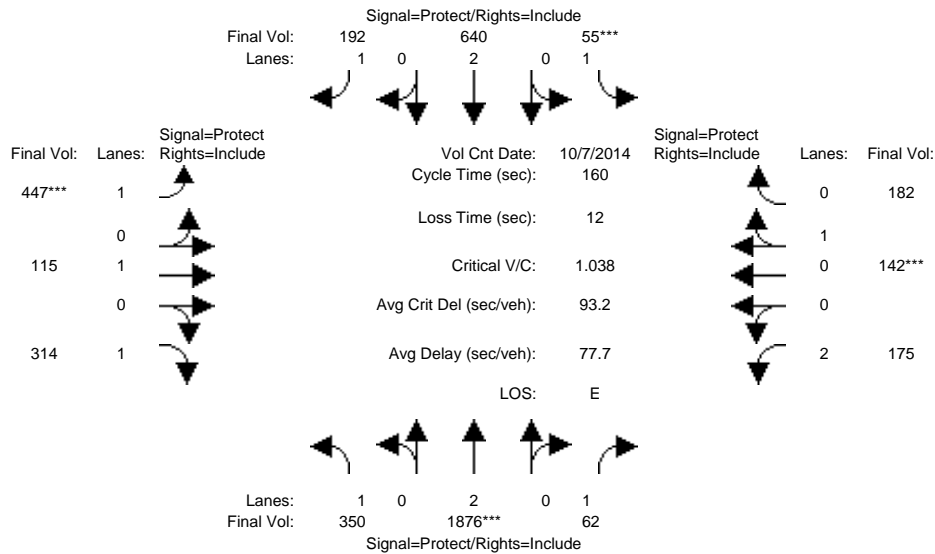 Signal=Protect/Rights=Include
Final Vol: 192 640 55***
Lanes: 1 0 2 0 1
Signal=Protect Signal=Protect
Final Vol: Lanes: Rights=Include Vol Cnt Date: 10/7/2014 Rights=Include Lanes: Final Vol:
Cycle Time (sec): 160
447*** 1 0 182
Loss Time (sec): 12
0 1
115 1 Critical V/C: 1.038 0 142***
0 Avg Crit Del (sec/veh): 93.2 0
314 1 Avg Delay (sec/veh): 77.7 2 175
LOS: E
Lanes: 1 0 2 0 1
Final Vol: 350 1876*** 62
Signal=Protect/Rights=Include